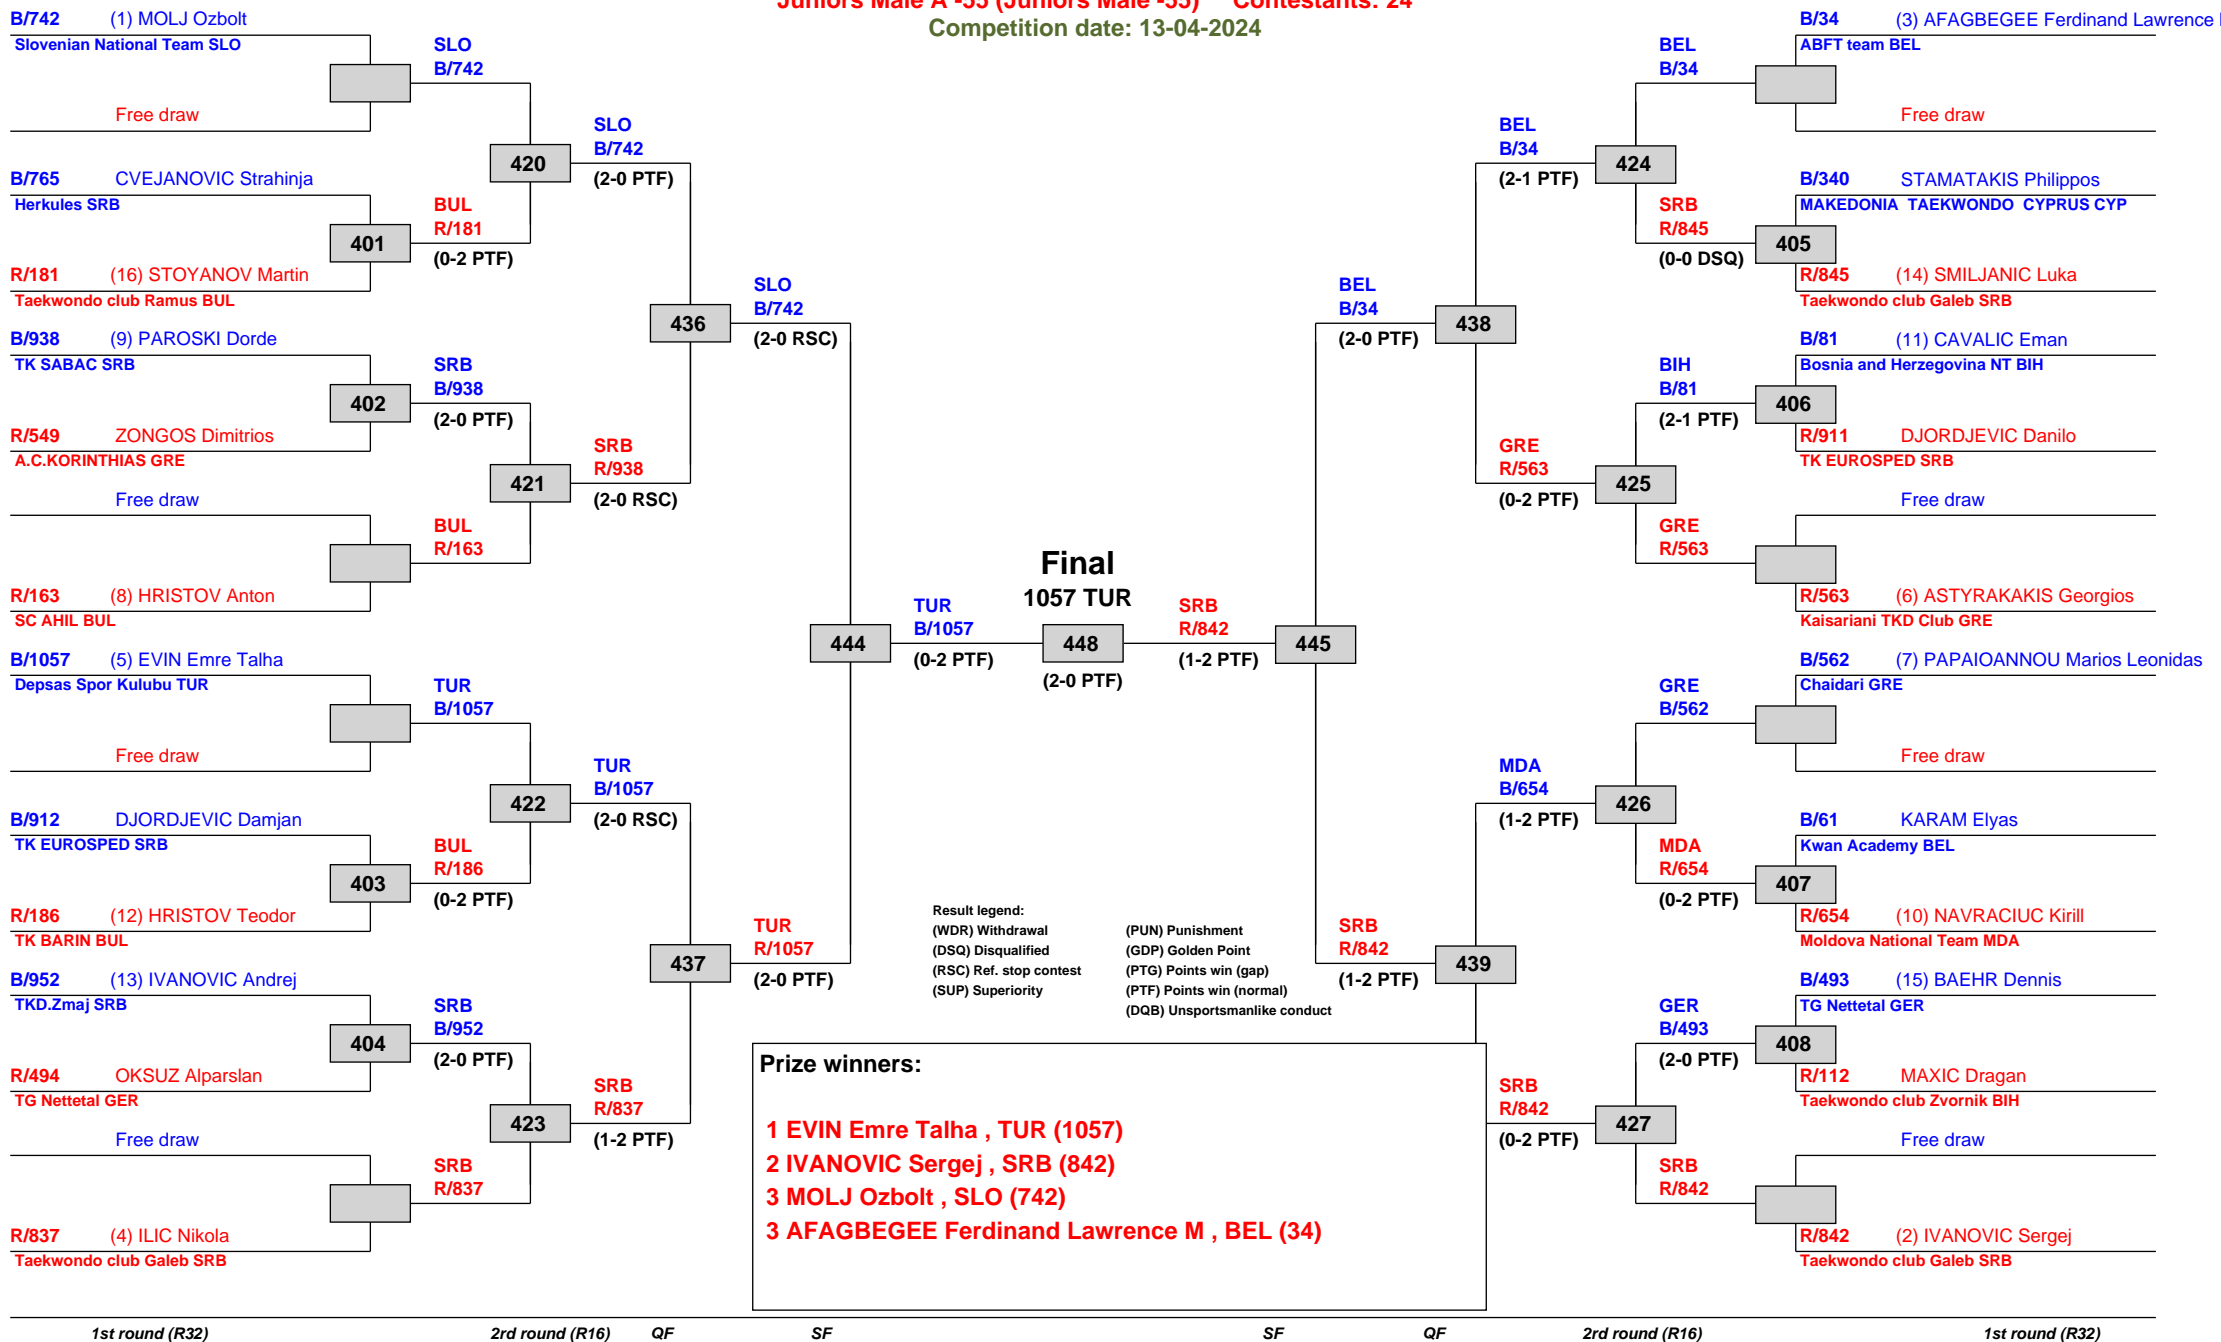 Juniors Male A -55 (Juniors Male -55) Contestants: 24
Competition date: 13-04-2024
B/742 (1) MOLJ Ozbolt
Slovenian National Team SLO
Free draw
B/765 CVEJANOVIC Strahinja
Herkules SRB
401
R/181 (16) STOYANOV Martin
Taekwondo club Ramus BUL
B/938 (9) PAROSKI Dorde
TK SABAC SRB
402
R/549 ZONGOS Dimitrios
A.C.KORINTHIAS GRE
Free draw
R/163 (8) HRISTOV Anton
SC AHIL BUL
B/1057 (5) EVIN Emre Talha
Depsas Spor Kulubu TUR
Free draw
B/912 DJORDJEVIC Damjan
TK EUROSPED SRB
403
R/186 (12) HRISTOV Teodor
TK BARIN BUL
B/952 (13) IVANOVIC Andrej
TKD.Zmaj SRB
404
R/494 OKSUZ Alparslan
TG Nettetal GER
Free draw
R/837 (4) ILIC Nikola
Taekwondo club Galeb SRB
SLO
B/742
420
BUL
R/181
(0-2 PTF)
SRB
B/938
(2-0 PTF)
421
BUL
R/163
TUR
B/1057
422
BUL
R/186
(0-2 PTF)
SRB
B/952
(2-0 PTF)
423
SRB
R/837
SLO
B/742
(2-0 PTF)
436
SRB
R/938
(2-0 RSC)
TUR
B/1057
(2-0 RSC)
437
SRB
R/837
(1-2 PTF)
SLO
B/742
(2-0 RSC)
444
TUR
R/1057
(2-0 PTF)
TUR
B/1057
(0-2 PTF)
Final
1057 TUR
448
(2-0 PTF)
SRB
R/842
(1-2 PTF)
445
BEL
B/34
(2-0 PTF)
SRB
R/842
(1-2 PTF)
438
439
BEL
B/34
(2-1 PTF)
GRE
R/563
(0-2 PTF)
MDA
B/654
(1-2 PTF)
SRB
R/842
(0-2 PTF)
BEL
B/34
424
SRB
R/845
(0-0 DSQ)
BIH
B/81
(2-1 PTF)
425
GRE
R/563
GRE
B/562
426
MDA
R/654
(0-2 PTF)
GER
B/493
(2-0 PTF)
427
SRB
R/842
B/34 (3) AFAGBEGEE Ferdinand Lawrence
ABFT team BEL
Free draw
B/340 STAMATAKIS Philippos
MAKEDONIA TAEKWONDO CYPRUS CYP
405
R/845 (14) SMILJANIC Luka
Taekwondo club Galeb SRB
B/81 (11) CAVALIC Eman
Bosnia and Herzegovina NT BIH
406
R/911 DJORDJEVIC Danilo
TK EUROSPED SRB
Free draw
R/563 (6) ASTYRAKAKIS Georgios
Kaisariani TKD Club GRE
B/562 (7) PAPAIOANNOU Marios Leonidas
Chaidari GRE
Free draw
B/61 KARAM Elyas
Kwan Academy BEL
407
R/654 (10) NAVRACIUC Kirill
Moldova National Team MDA
B/493 (15) BAEHR Dennis
TG Nettetal GER
408
R/112 MAXIC Dragan
Taekwondo club Zvornik BIH
Free draw
R/842 (2) IVANOVIC Sergej
Taekwondo club Galeb SRB
Result legend:
(WDR) Withdrawal (PUN) Punishment
(DSQ) Disqualified (GDP) Golden Point
(RSC) Ref. stop contest (PTG) Points win (gap)
(SUP) Superiority (PTF) Points win (normal)
(DQB) Unsportsmanlike conduct
Prize winners:
1 EVIN Emre Talha , TUR (1057)
2 IVANOVIC Sergej , SRB (842)
3 MOLJ Ozbolt , SLO (742)
3 AFAGBEGEE Ferdinand Lawrence M , BEL (34)
1st round (R32) 2nd round (R16) QF SF SF QF 2nd round (R16) 1st round (R32)